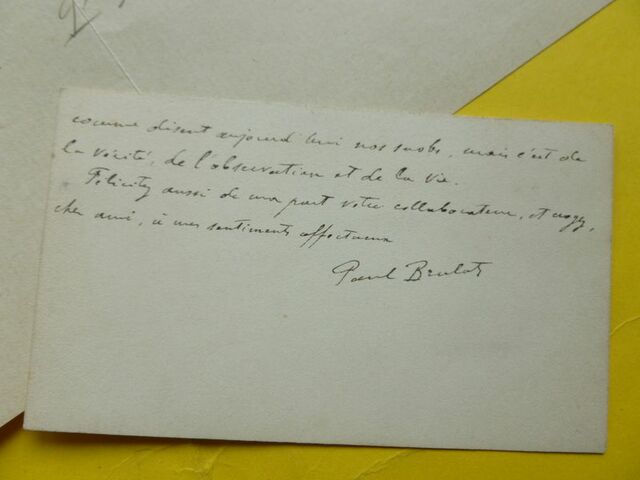 comme disent aujourd'hui nos snobs, mais c'est de
la vérité, de l'observation et de la vie.
Félicitez aussi de ma part votre collaborateur, et croyez,
cher ami, à mes sentiments affectueux
Paul Brulat